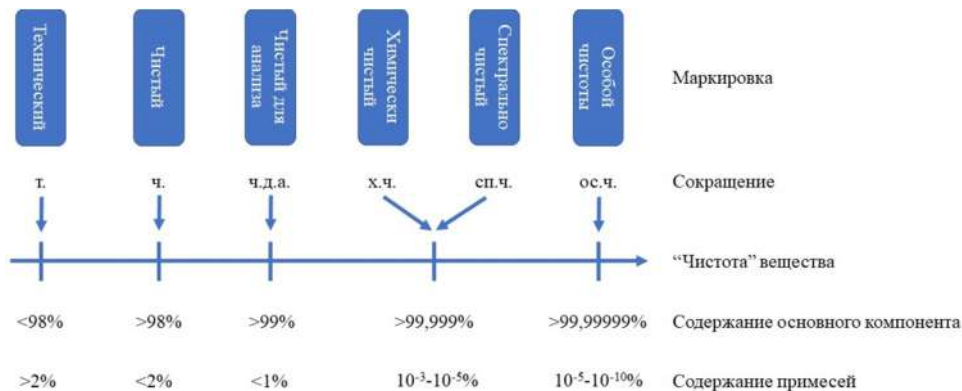 Технический
Чистый
Чистый для
анализа
Химически
чистый
Спектрально
чистый
Особой
чистоты
Маркировка
т. ч. ч.д.а. х.ч. сп.ч. ос.ч. Сокращение
“Чистота” вещества
<98% >98% >99% >99,999% >99,99999% Содержание основного компонента
>2% <2% <1% 10⁻³-10⁻⁵% 10⁻⁵-10⁻¹⁰% Содержание примесей